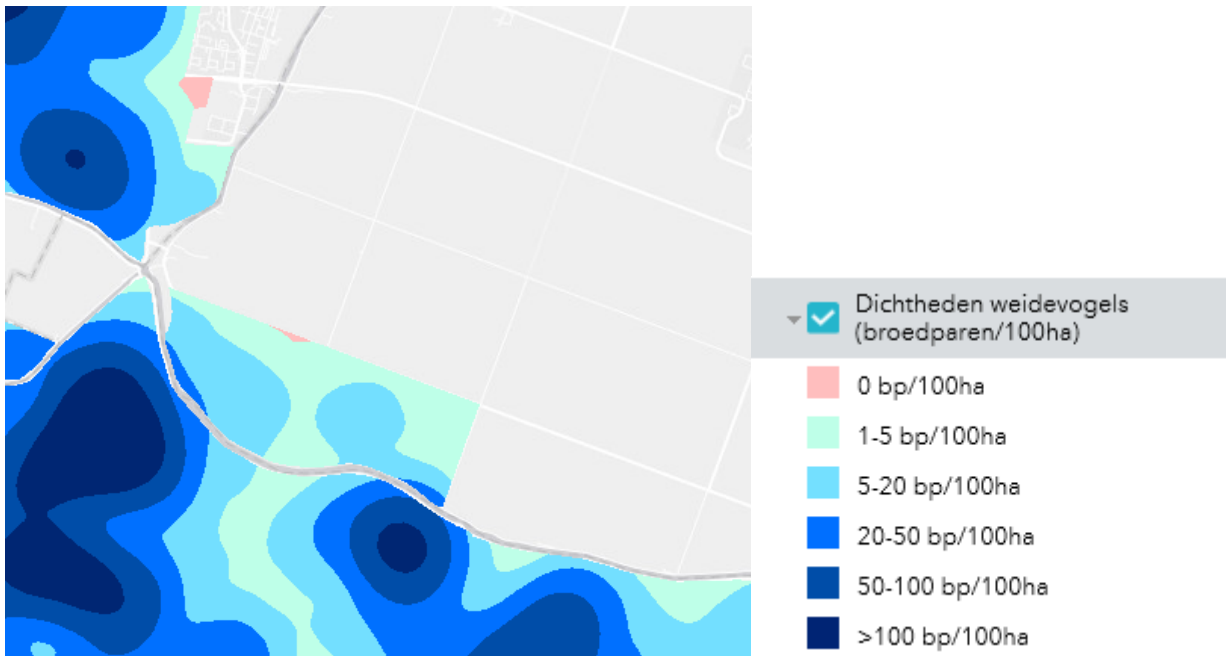 Dichtheden weidevogels
(broedparen/100ha)
0 bp/100ha
1-5 bp/100ha
5-20 bp/100ha
20-50 bp/100ha
50-100 bp/100ha
>100 bp/100ha